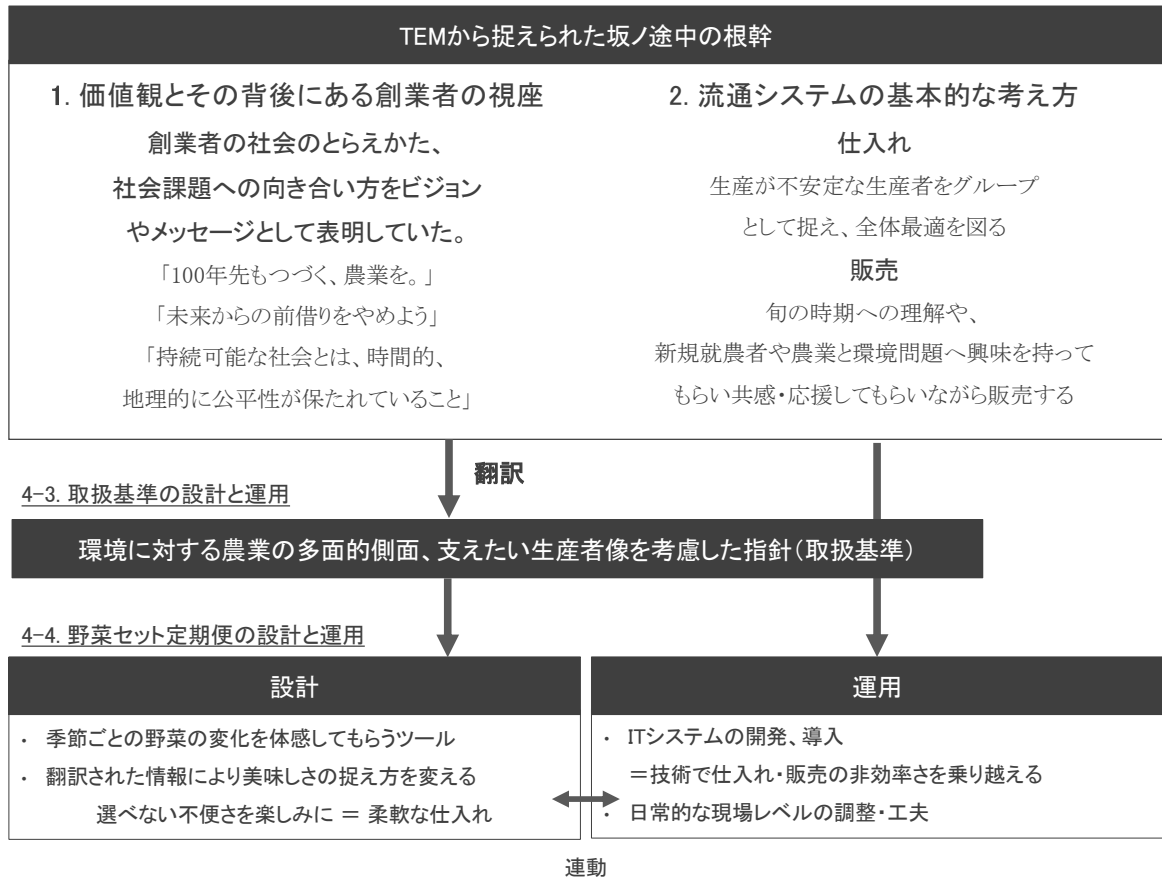 TEMから捉えられた坂ノ途中の根幹
1. 価値観とその背後にある創業者の視座
創業者の社会のとらえかた、
社会課題への向き合い方をビジョン
やメッセージとして表明していた。
「100年先もつづく、農業を。」
「未来からの前借りをやめよう」
「持続可能な社会とは、時間的、
地理的に公平性が保たれていること」
2. 流通システムの基本的な考え方
仕入れ
生産が不安定な生産者をグループ
として捉え、全体最適を図る
販売
旬の時期への理解や、
新規就農者や農業と環境問題へ興味を持って
もらい共感・応援してもらいながら販売する
翻訳
4-3. 取扱基準の設計と運用
環境に対する農業の多面的側面、支えたい生産者像を考慮した指針(取扱基準)
4-4. 野菜セット定期便の設計と運用
設計
・ 季節ごとの野菜の変化を体感してもらうツール
・ 翻訳された情報により美味しさの捉え方を変える
選べない不便さを楽しみに = 柔軟な仕入れ
運用
・ ITシステムの開発、導入
=技術で仕入れ・販売の非効率さを乗り越える
・ 日常的な現場レベルの調整・工夫
連動